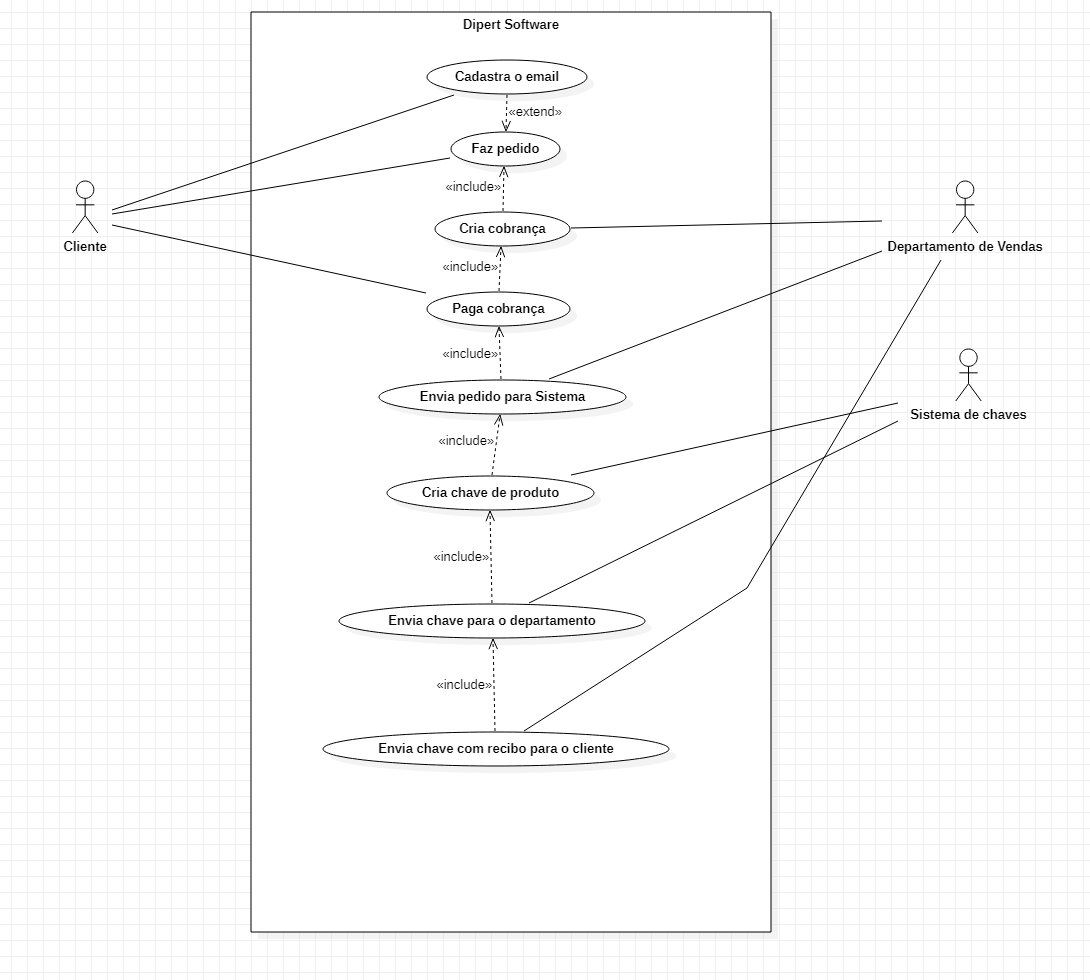 Dipert Software
Cadastra o email
«extend»
Faz pedido
«include»
Cria cobrança
«include»
Paga cobrança
«include»
Envia pedido para Sistema
«include»
Cria chave de produto
«include»
Envia chave para o departamento
«include»
Envia chave com recibo para o cliente
Cliente
Departamento de Vendas
Sistema de chaves